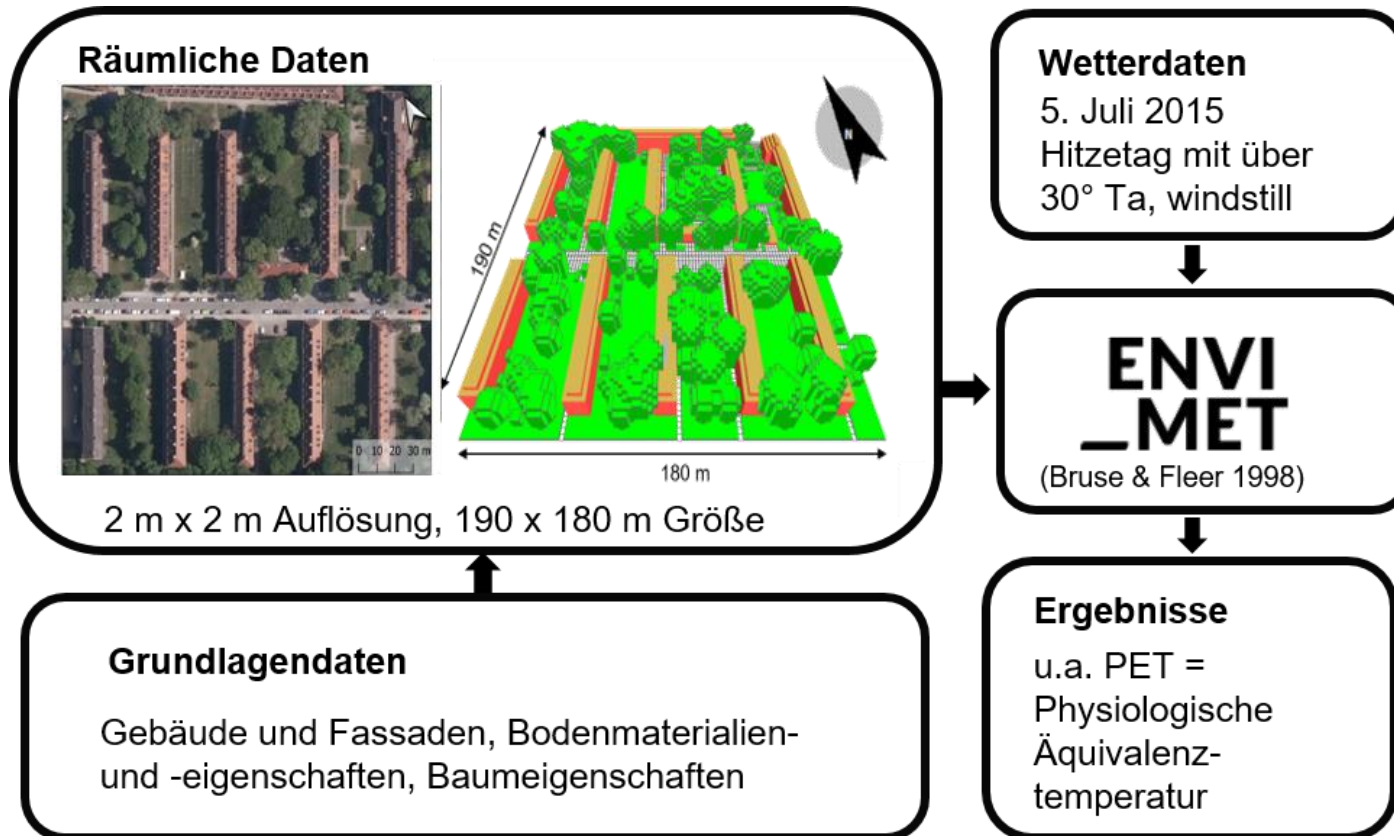 Räumliche Daten
N
190 m
0 10 20 30 m
180 m
2 m x 2 m Auflösung, 190 x 180 m Größe
Grundlagendaten
Gebäude und Fassaden, Bodenmaterialien-
und -eigenschaften, Baumeigenschaften
Wetterdaten
5. Juli 2015
Hitzetag mit über
30° Ta, windstill
ENVI
_MET
(Bruse & Fleer 1998)
Ergebnisse
u.a. PET =
Physiologische
Äquivalenz-
temperatur